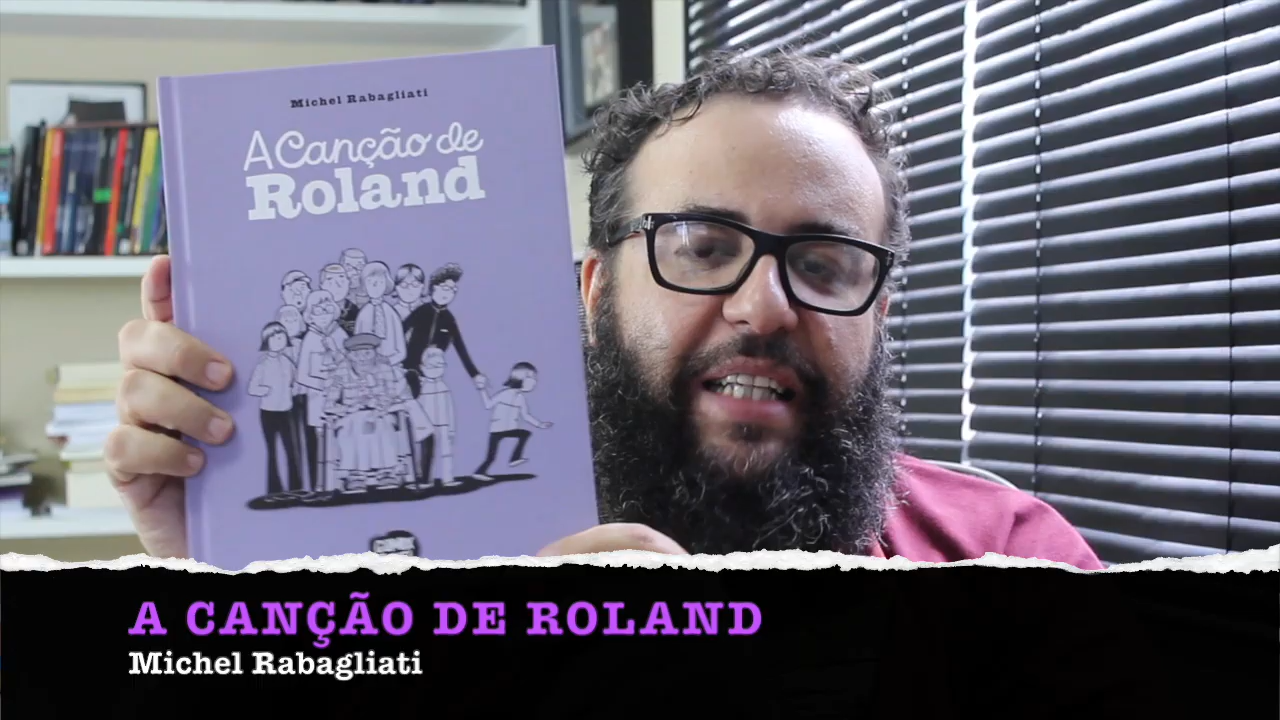 Michel Rabagliati
A Canção de
Roland
A CANÇÃO DE ROLAND
Michel Rabagliati